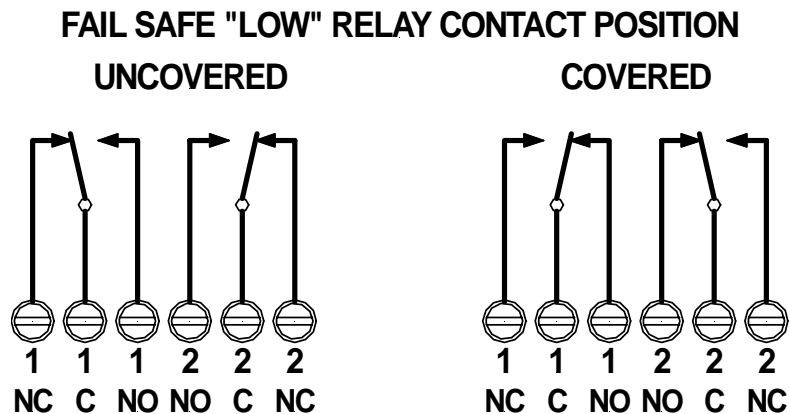 FAIL SAFE "LOW" RELAY CONTACT POSITION
UNCOVERED COVERED
1 1 1 2 2 2 1 1 1 2 2 2
NC C NO NO C NC NC C NO NO C NC